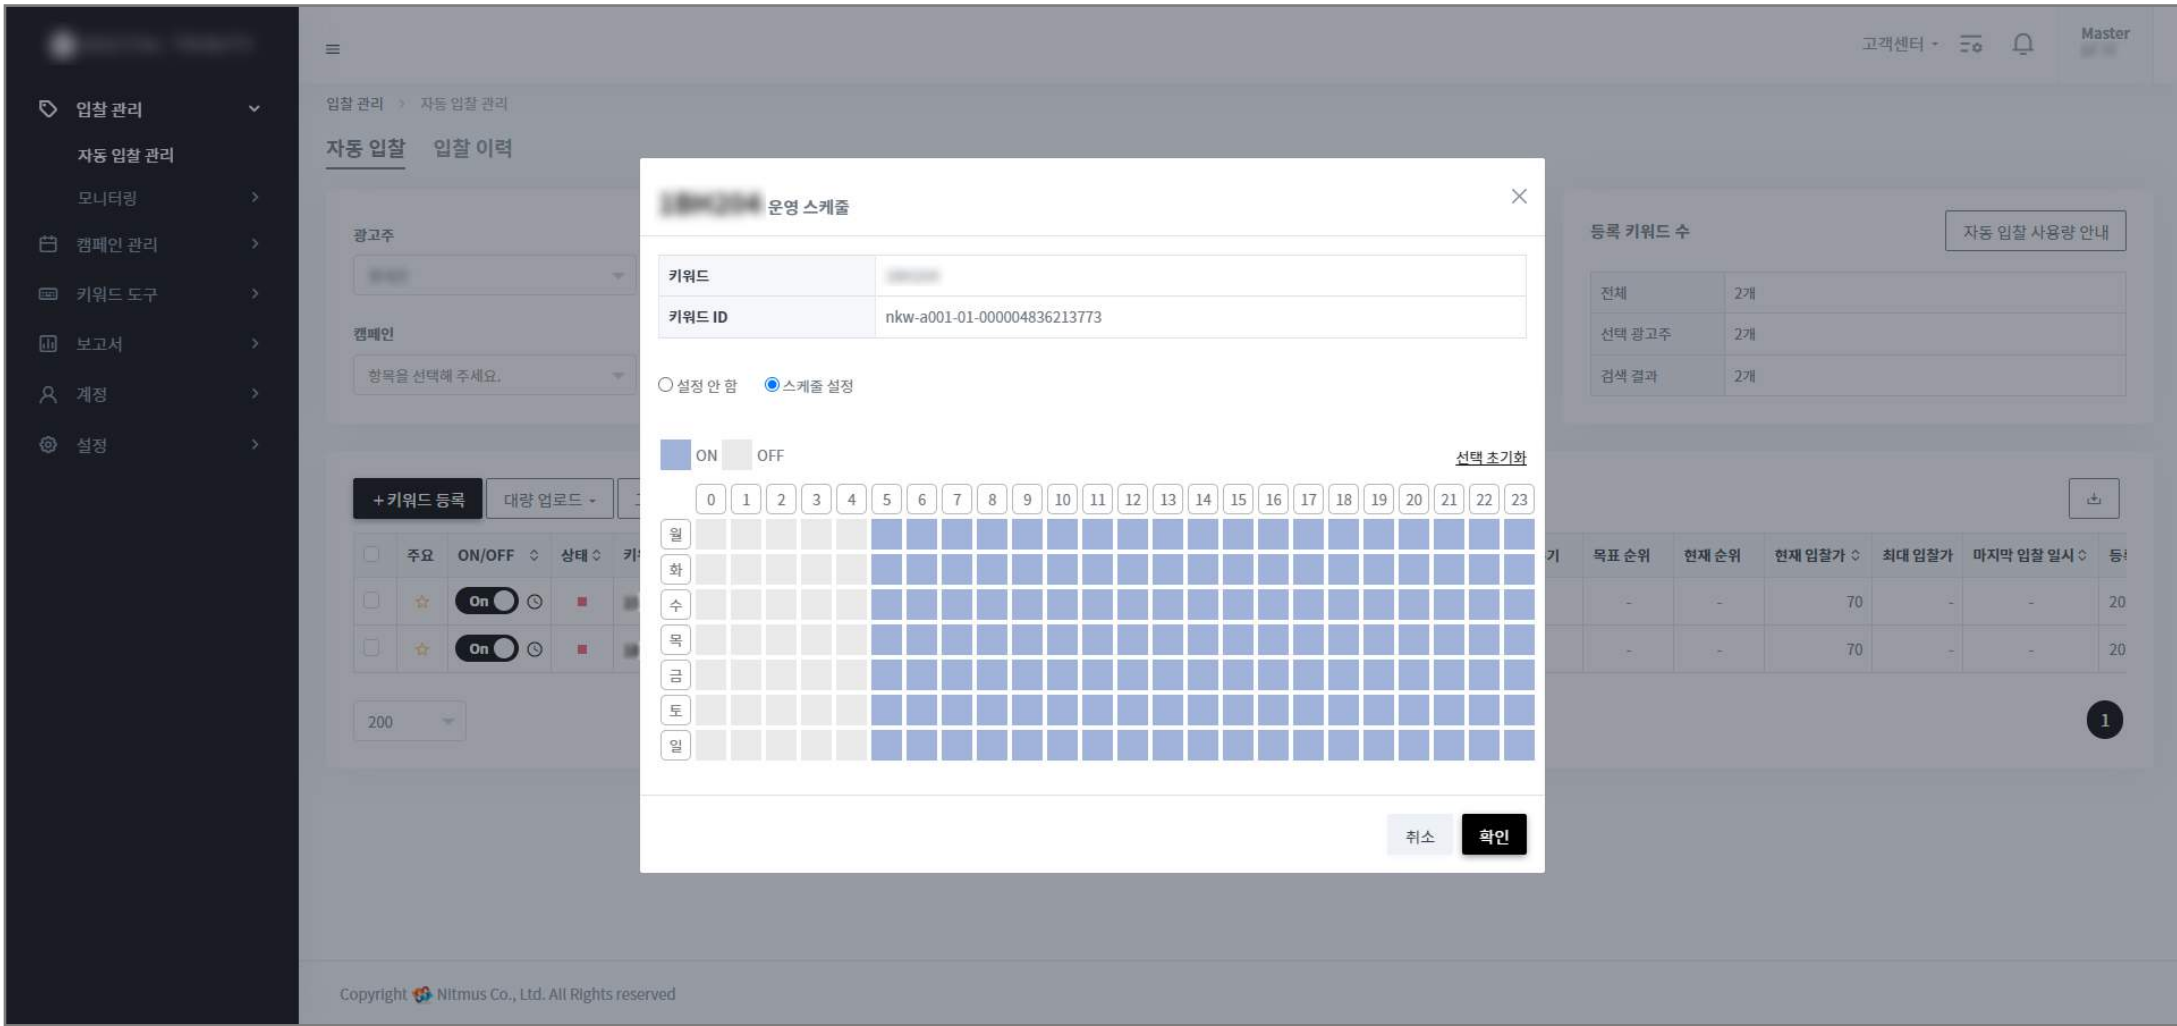 고객센터
Master
입찰 관리
자동 입찰 관리
모니터링
캠페인 관리
키워드 도구
보고서
계정
설정
입찰 관리 > 자동 입찰 관리
자동 입찰 입찰 이력
광고주
캠페인
항목을 선택해 주세요.
등록 키워드 수
자동 입찰 사용량 안내
전체 2개
선택 광고주 2개
검색 결과 2개
+키워드 등록 대량 업로드
주요 ON/OFF 상태
목표 순위 현재 순위 현재 입찰가 최대 입찰가 마지막 입찰 일시
On - - 70 - - 20
On - - 70 - - 20
200
1
운영 스케줄
키워드
키워드 ID nkw-a001-01-000004836213773
설정 안 함 스케줄 설정
ON OFF
선택 초기화
0 1 2 3 4 5 6 7 8 9 10 11 12 13 14 15 16 17 18 19 20 21 22 23
월
화
수
목
금
토
일
취소 확인
Copyright Nitmus Co., Ltd. All Rights reserved